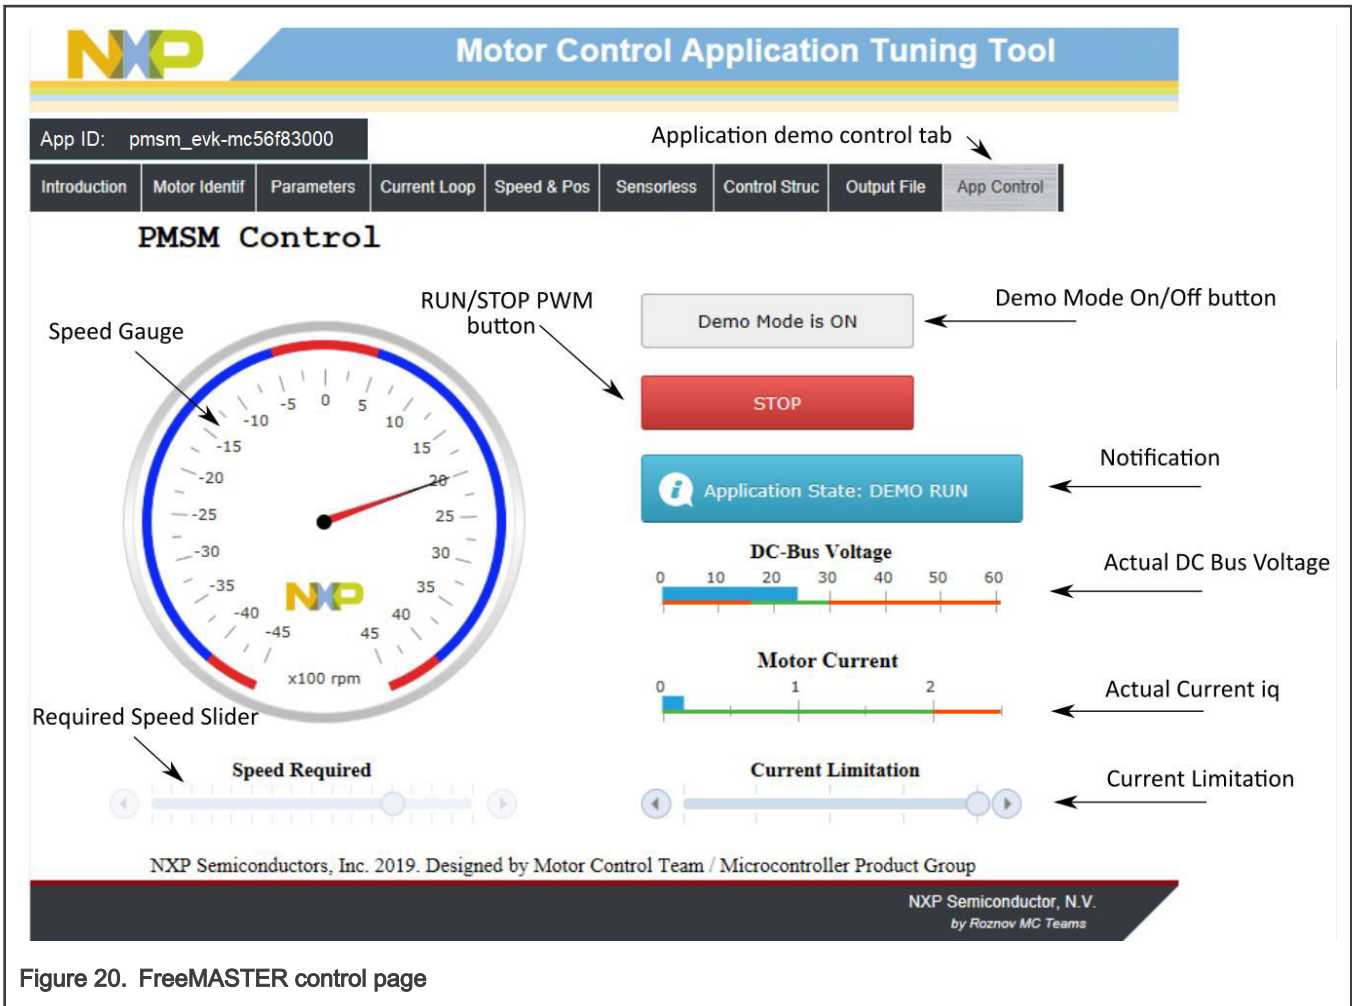 NXP
Motor Control Application Tuning Tool
App ID: pmsm_evk-mc56f83000
Application demo control tab
Introduction
Motor Identif
Parameters
Current Loop
Speed & Pos
Sensorless
Control Struc
Output File
App Control
PMSM Control
Speed Gauge
RUN/STOP PWM
button
Demo Mode is ON
Demo Mode On/Off button
STOP
Application State: DEMO RUN
Notification
-45
-40
-35
-30
-25
-20
-15
-10
-5
0
5
10
15
20
25
30
35
40
45
NXP
x100 rpm
DC-Bus Voltage
0 10 20 30 40 50 60
Actual DC Bus Voltage
Motor Current
0 1 2
Actual Current iq
Required Speed Slider
Speed Required
Current Limitation
Current Limitation
NXP Semiconductors, Inc. 2019. Designed by Motor Control Team / Microcontroller Product Group
NXP Semiconductor, N.V.
by Roznov MC Teams
Figure 20. FreeMASTER control page